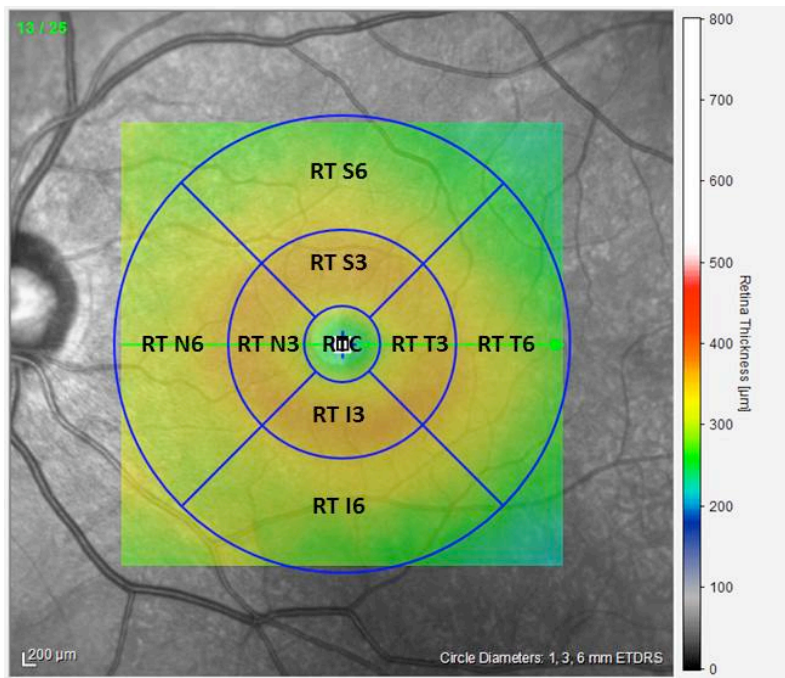 13 / 25
800
700
600
500
400
300
200
100
0
Retina Thickness [µm]
RT S6
RT S3
RT N6 RT N3 RTC RT T3 RT T6
RT I3
RT I6
200 µm
Circle Diameters: 1, 3, 6 mm ETDRS